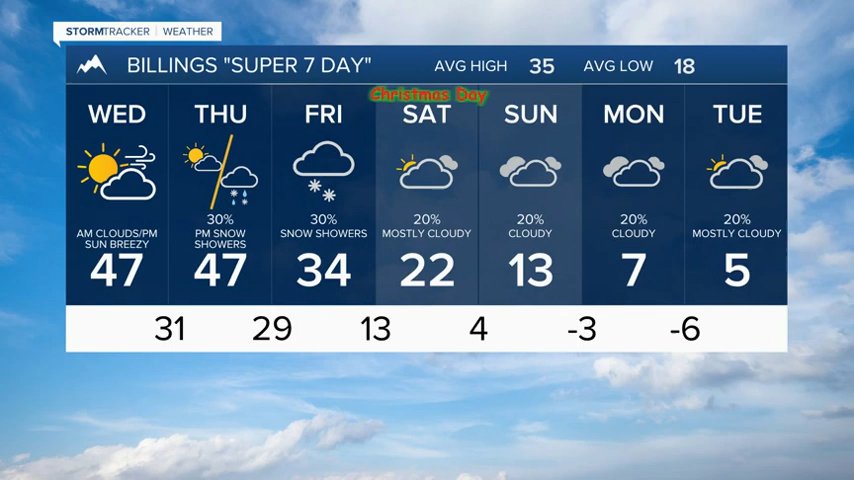 STORMTRACKER | WEATHER
BILLINGS "SUPER 7 DAY" AVG HIGH 35 AVG LOW 18
Christmas Day
WED THU FRI SAT SUN MON TUE
30% 30% 20% 20% 20% 20%
AM CLOUDS/PM PM SNOW SNOW SHOWERS MOSTLY CLOUDY CLOUDY CLOUDY MOSTLY CLOUDY
SUN BREEZY SHOWERS
47 47 34 22 13 7 5
31 29 13 4 -3 -6